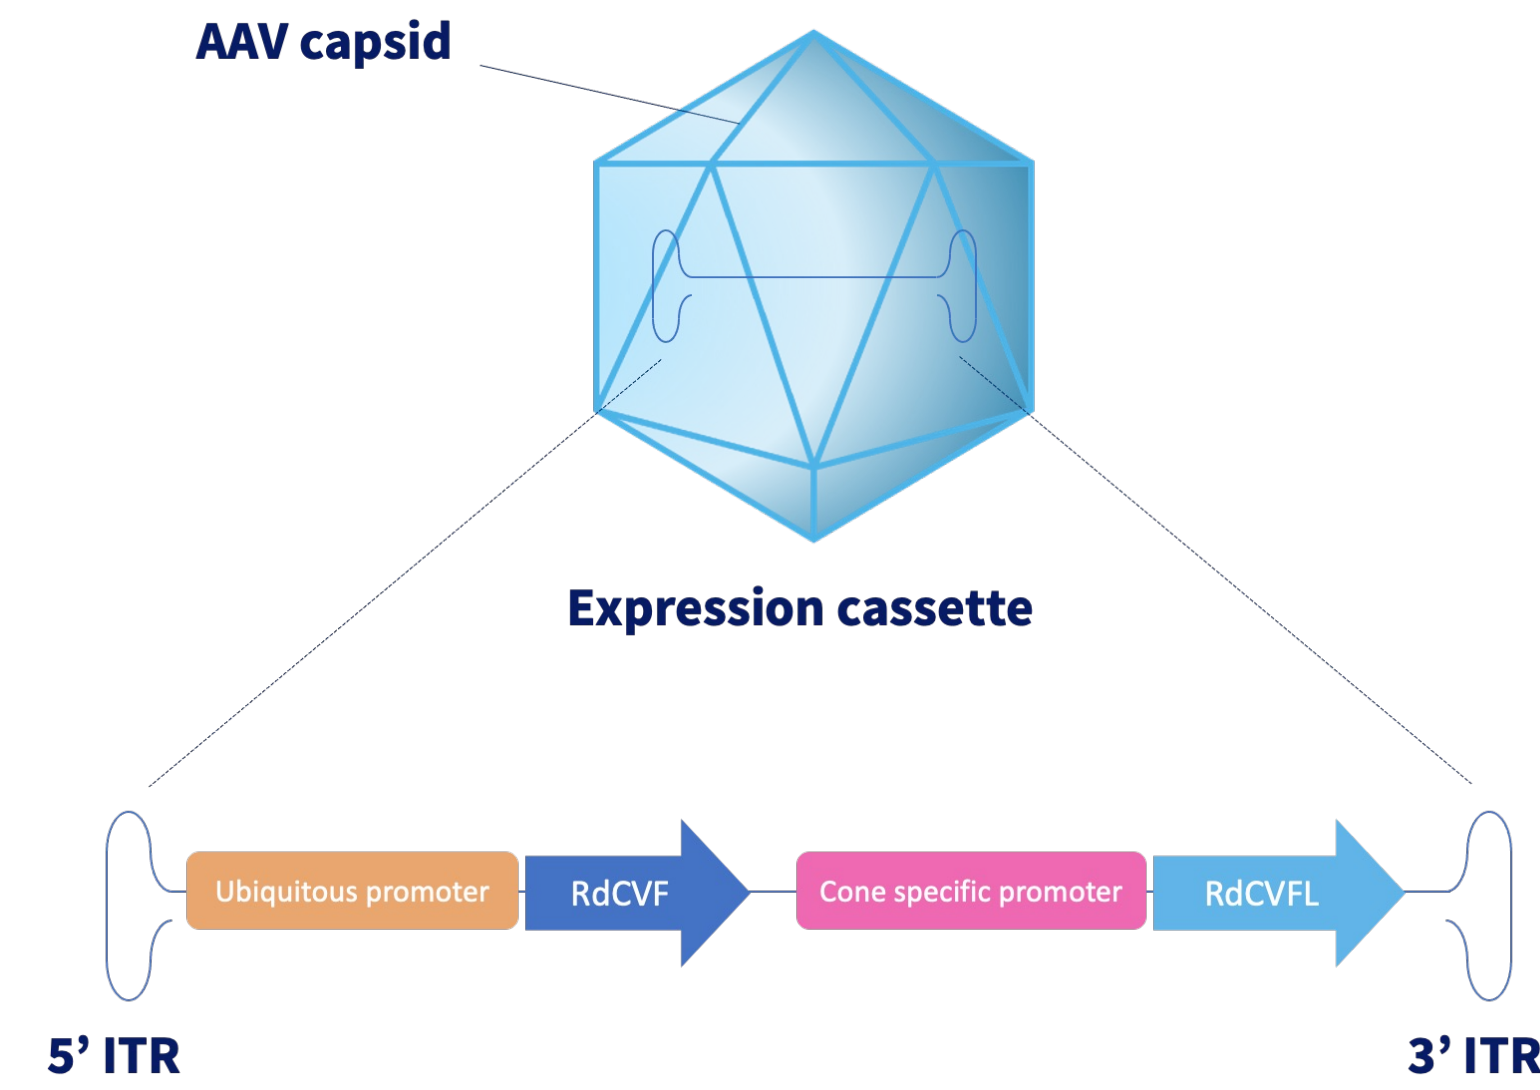 AAV capsid
Expression cassette
Ubiquitous promoter
RdCVF
Cone specific promoter
RdCVFL
5’ ITR
3’ ITR